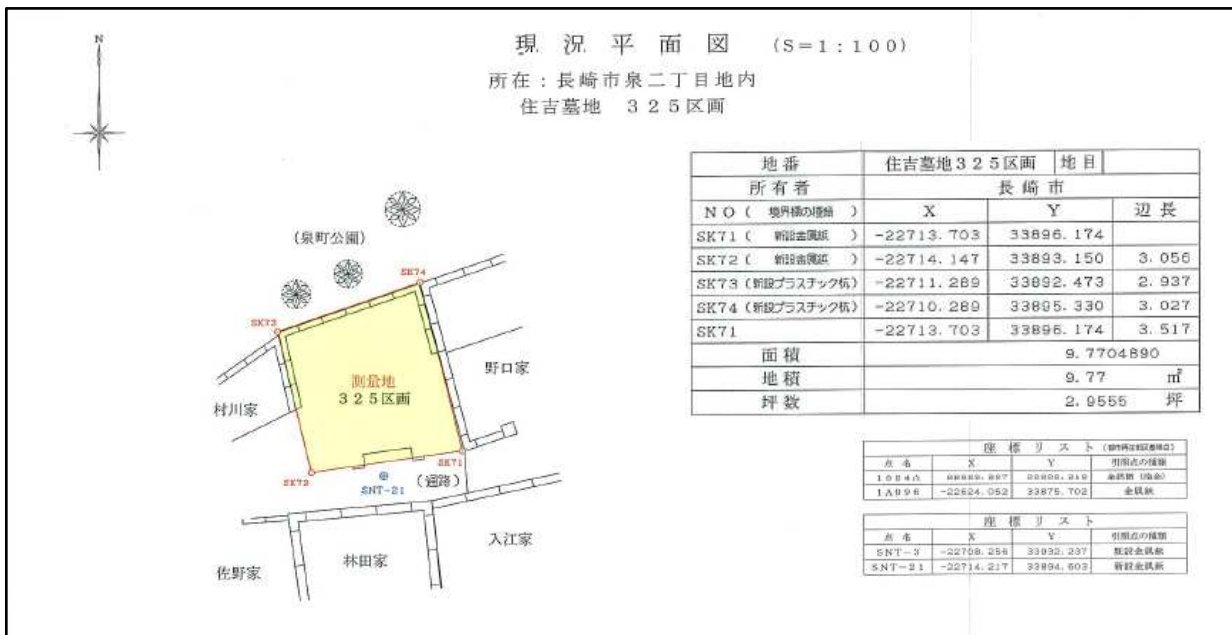 N
現況平面図 (S=1:100)
所在:長崎市泉二丁目地内
住吉墓地 325区画
地番 住吉墓地325区画 地目
所有者 長崎市
NO( 境界標の種類 ) X Y 辺長
SK71( 新設金属鋲 ) -22713.703 33896.174
SK72( 新設金属鋲 ) -22714.147 33893.150 3.056
SK73(新設プラスチック杭) -22711.289 33892.473 2.937
SK74(新設プラスチック杭) -22710.289 33895.330 3.027
SK71 -22713.703 33896.174 3.517
面積 9.7704890
地積 9.77 ㎡
坪数 2.9555 坪
(泉町公園)
SK74
SK73
測量地
325区画
野口家
村川家
SK71
SK72
(通路)
SNT-21
入江家
林田家
佐野家
座標リスト
点名 X Y 引照点の種類
1A096 -22624.052 33875.702 金属鋲
座標リスト
点名 X Y 引照点の種類
SNT-3 -22708.256 33932.237 新設金属鋲
SNT-21 -22714.217 33894.603 新設金属鋲